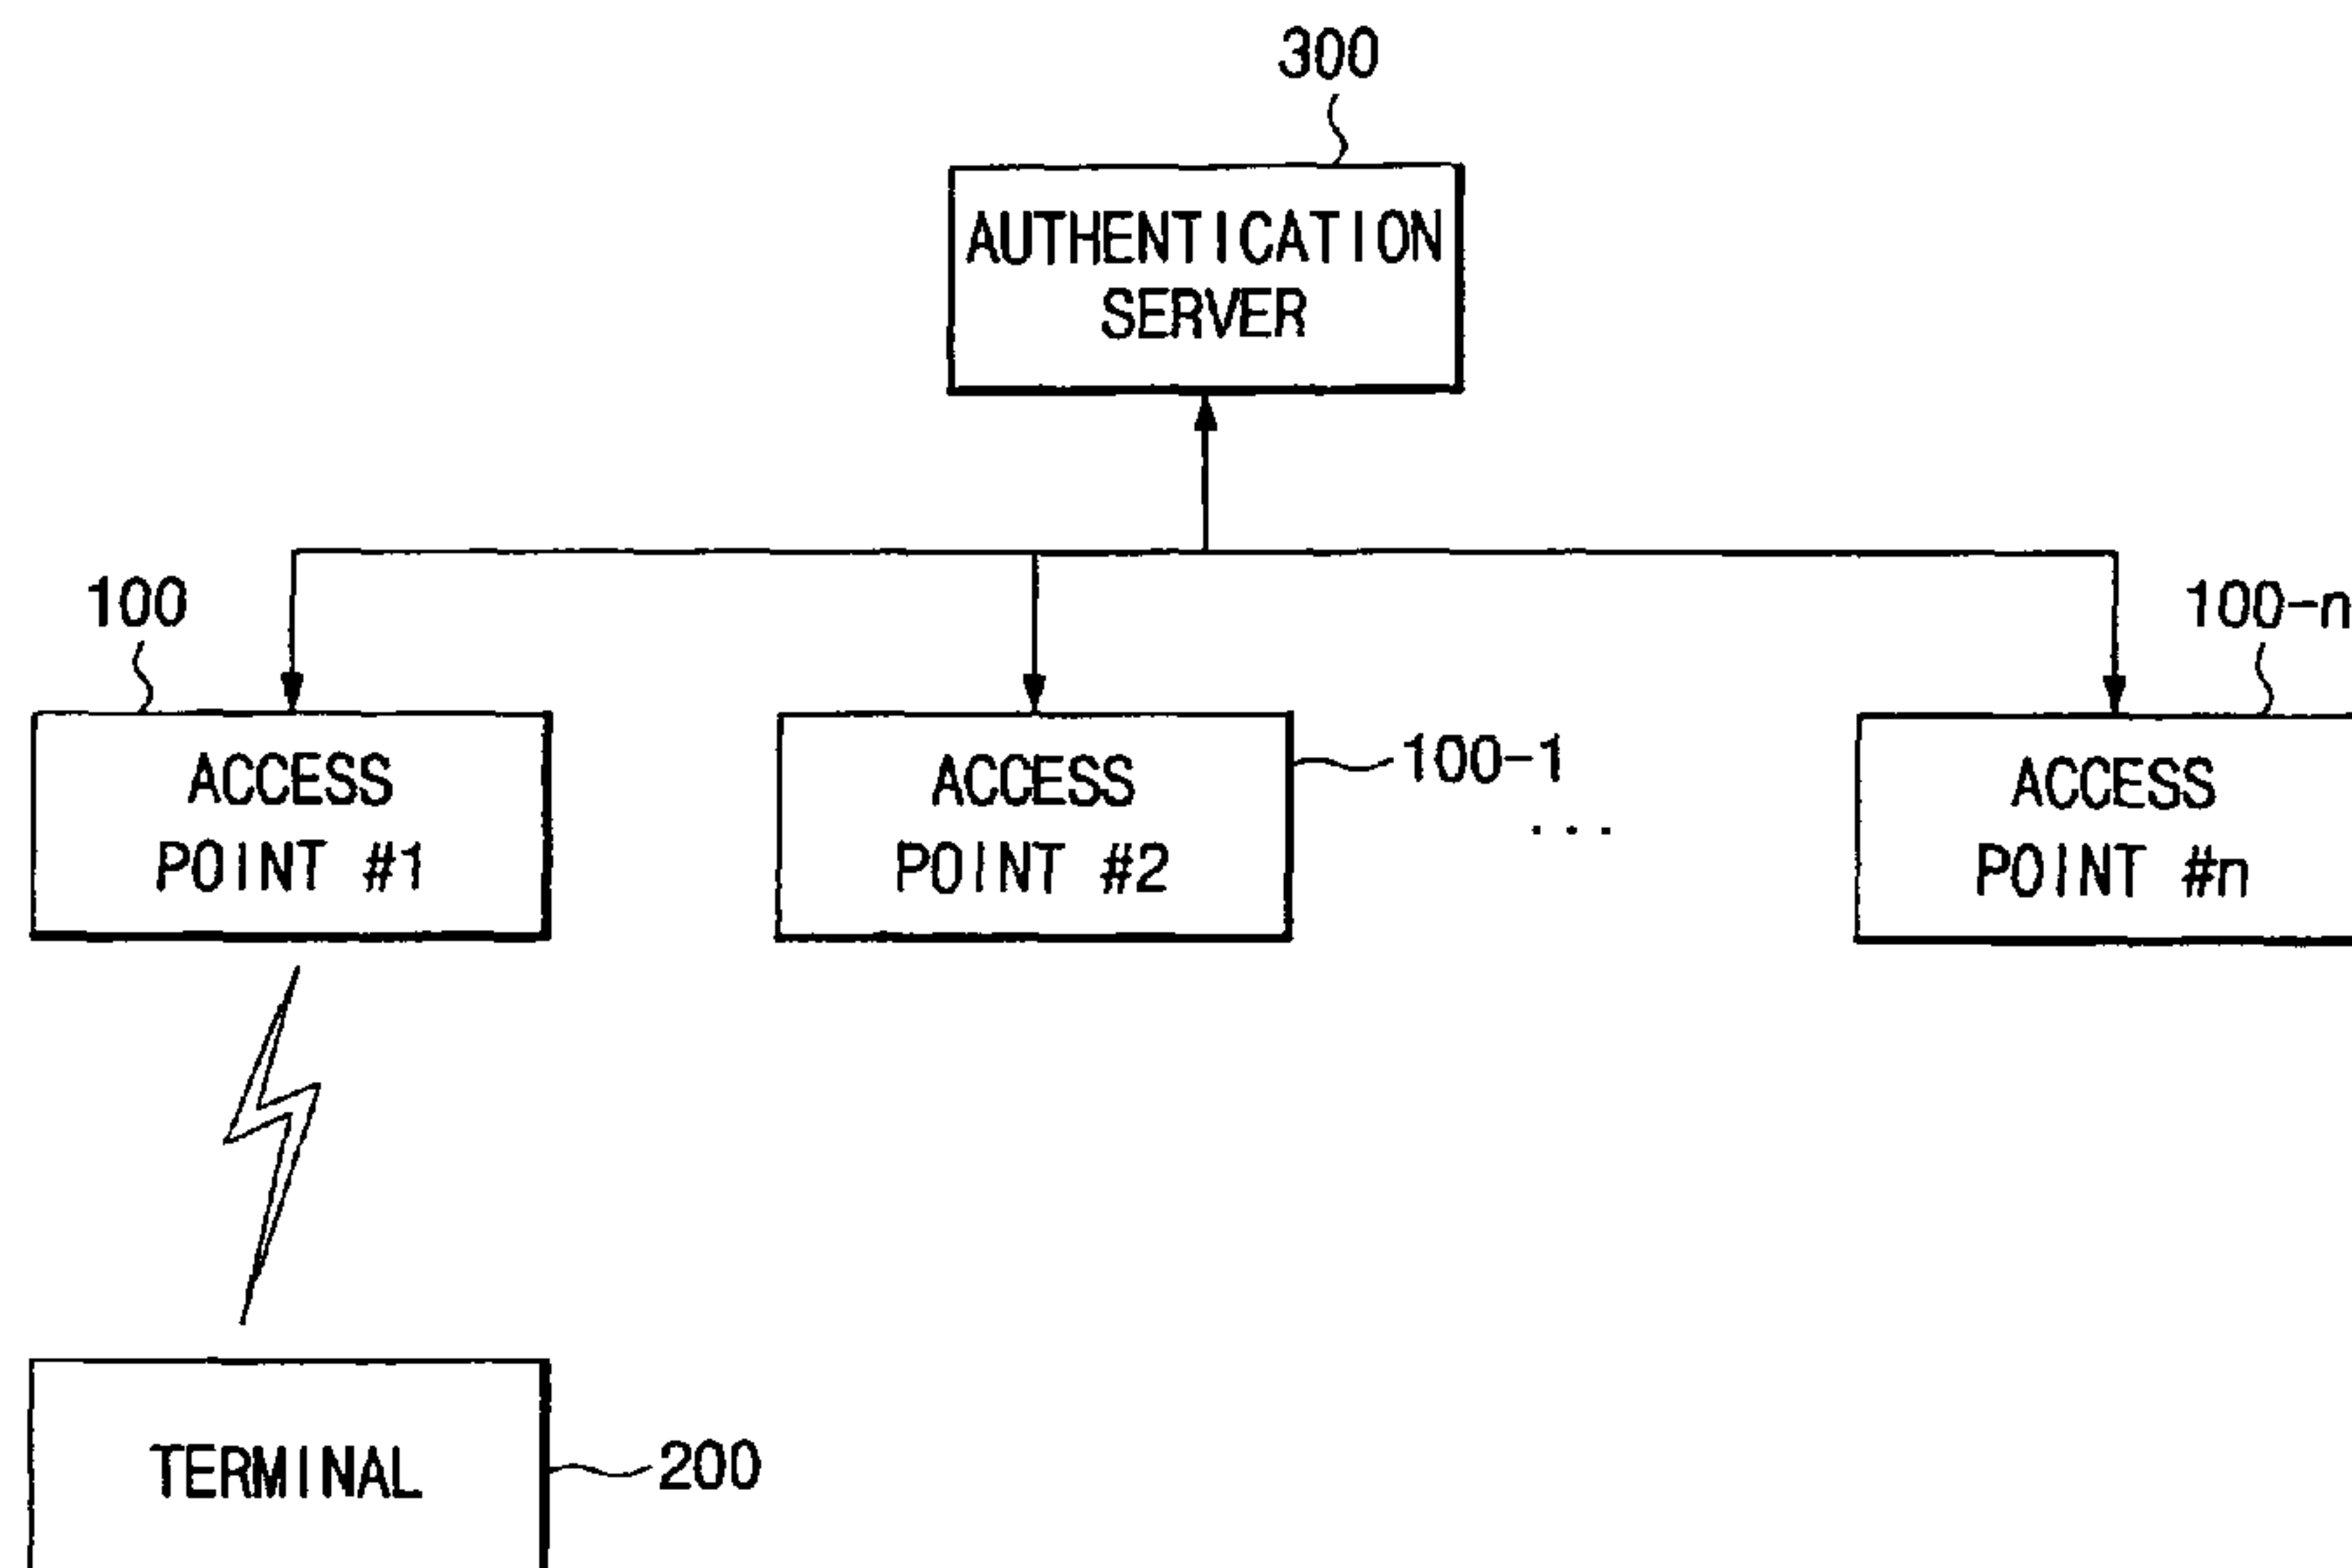 300
AUTHENTICATION
SERVER
100
100-n
ACCESS
POINT #1
ACCESS
POINT #2
100-1
...
ACCESS
POINT #n
TERMINAL
200